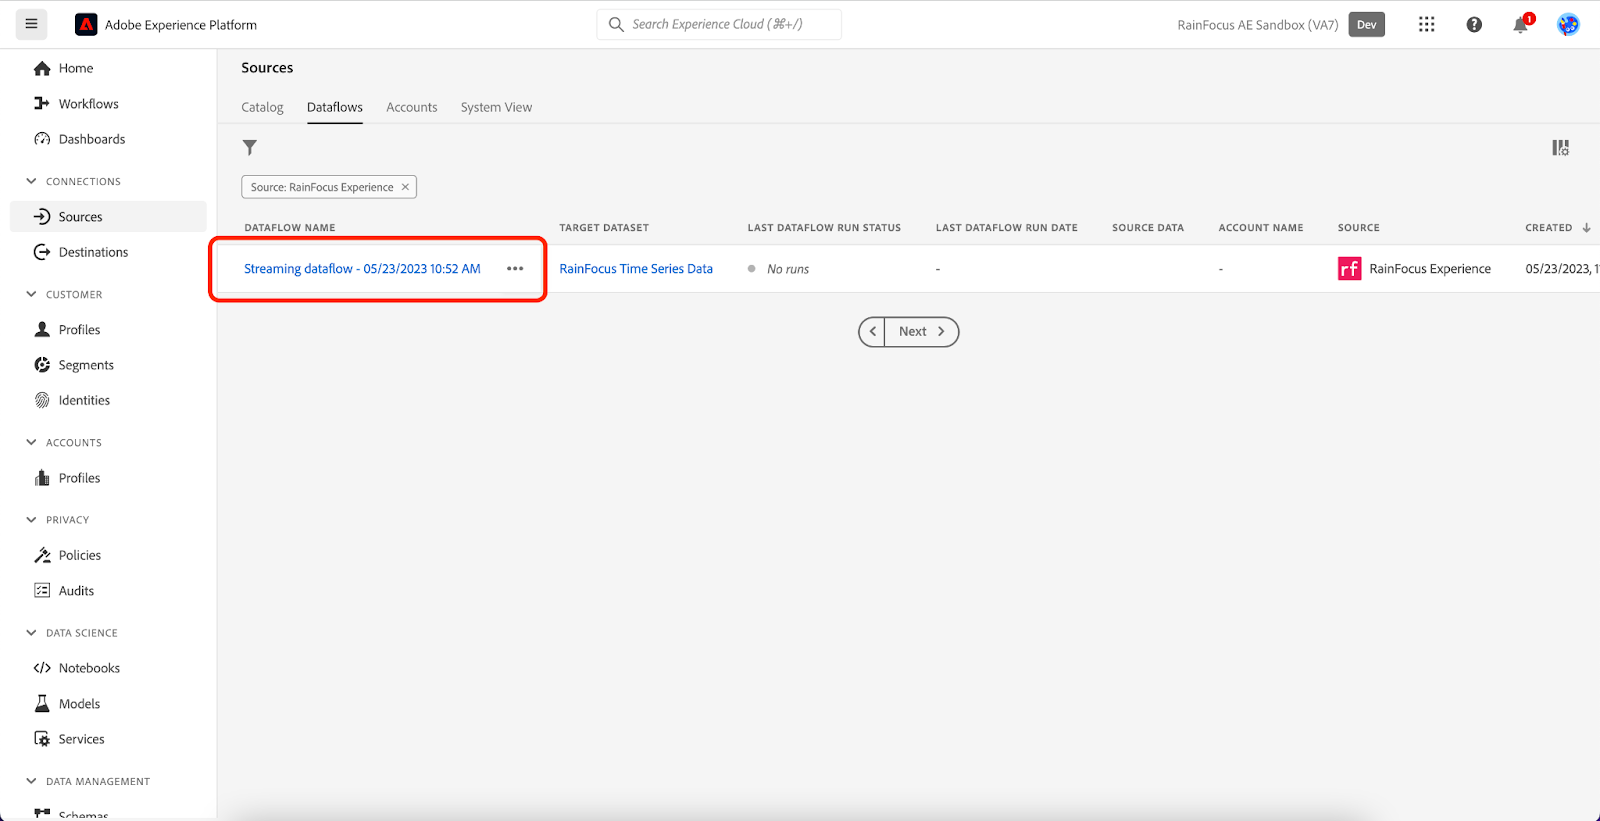 Adobe Experience Platform
Search Experience Cloud (⌘+/)
RainFocus AE Sandbox (VA7)
Dev
1
Home
Workflows
Dashboards
CONNECTIONS
Sources
Destinations
CUSTOMER
Profiles
Segments
Identities
ACCOUNTS
Profiles
PRIVACY
Policies
Audits
DATA SCIENCE
Notebooks
Models
Services
DATA MANAGEMENT
Schemas
Sources
Catalog Dataflows Accounts System View
Source: RainFocus Experience ×
DATAFLOW NAME TARGET DATASET LAST DATAFLOW RUN STATUS LAST DATAFLOW RUN DATE SOURCE DATA ACCOUNT NAME SOURCE CREATED ↓
Streaming dataflow - 05/23/2023 10:52 AM ••• RainFocus Time Series Data No runs - - rf RainFocus Experience 05/23/2023, 1
< Next >